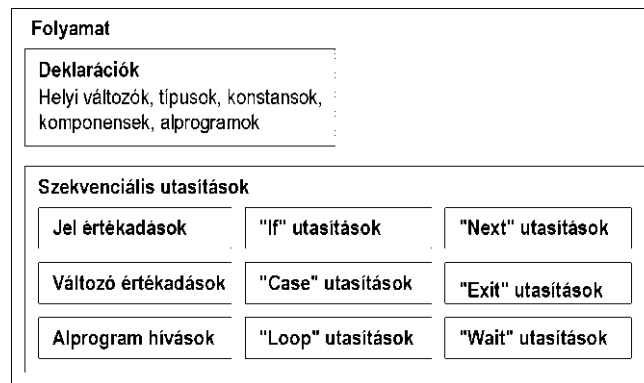 Folyamat
Deklarációk
Helyi változók, típusok, konstansok,
komponensek, alprogramok
Szekvenciális utasítások
Jel értékadások
"If" utasítások
"Next" utasítások
Változó értékadások
"Case" utasítások
"Exit" utasítások
Alprogram hívások
"Loop" utasítások
"Wait" utasítások